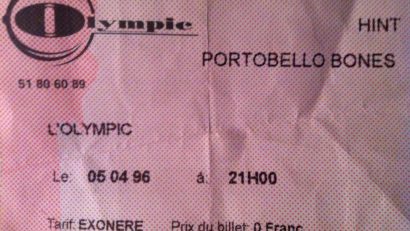 Olympic
HINT
PORTOBELLO BONES
51 80 60 89
L'OLYMPIC
Le: 05 04 96 à: 21H00
Tarif: EXONERE Prix du billet: 0 Franc